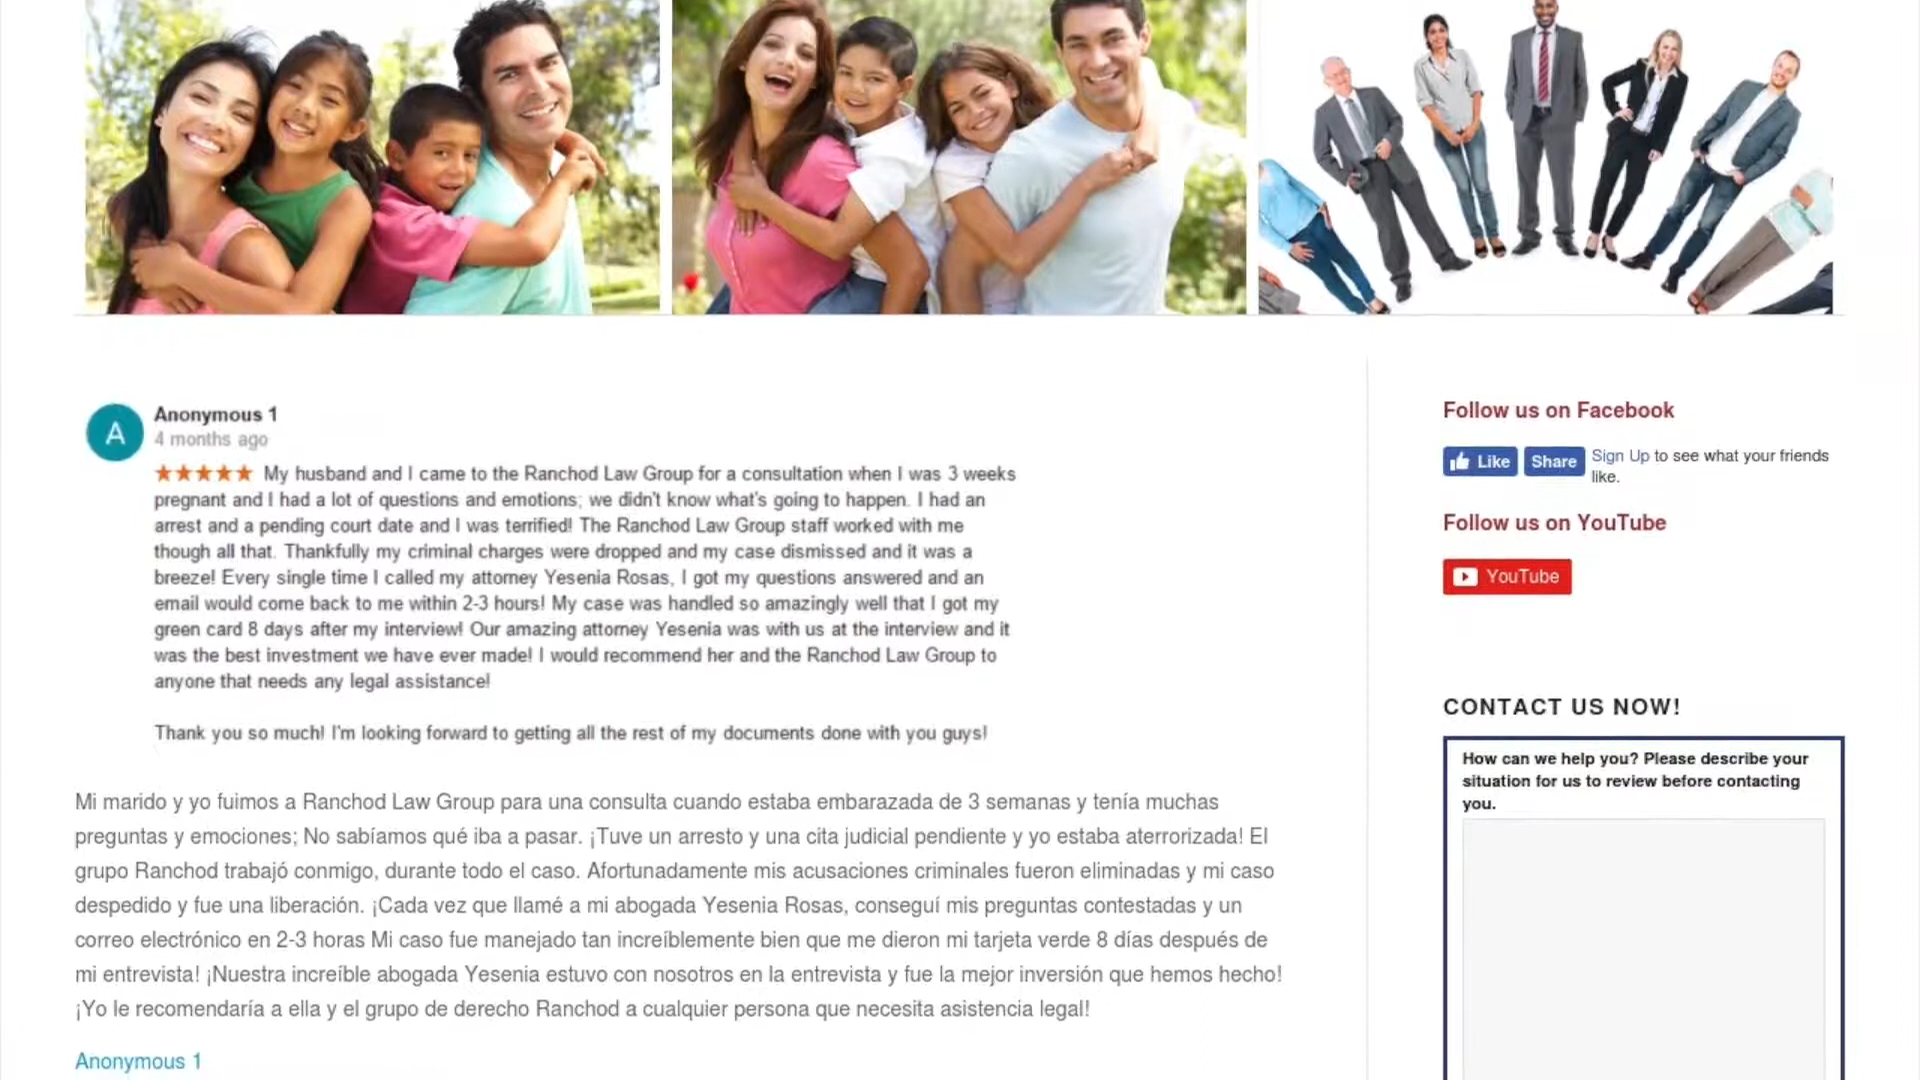 A
Anonymous 1
4 months ago
My husband and I came to the Ranchod Law Group for a consultation when I was 3 weeks
pregnant and I had a lot of questions and emotions; we didn't know what's going to happen. I had an
arrest and a pending court date and I was terrified! The Ranchod Law Group staff worked with me
though all that. Thankfully my criminal charges were dropped and my case dismissed and it was a
breeze! Every single time I called my attorney Yesenia Rosas, I got my questions answered and an
email would come back to me within 2-3 hours! My case was handled so amazingly well that I got my
green card 8 days after my interview! Our amazing attorney Yesenia was with us at the interview and it
was the best investment we have ever made! I would recommend her and the Ranchod Law Group to
anyone that needs any legal assistance!
Thank you so much! I'm looking forward to getting all the rest of my documents done with you guys!
Mi marido y yo fuimos a Ranchod Law Group para una consulta cuando estaba embarazada de 3 semanas y tenía muchas
preguntas y emociones; No sabíamos qué iba a pasar. ¡Tuve un arresto y una cita judicial pendiente y yo estaba aterrorizada! El
grupo Ranchod trabajó conmigo, durante todo el caso. Afortunadamente mis acusaciones criminales fueron eliminadas y mi caso
despedido y fue una liberación. ¡Cada vez que llamé a mi abogada Yesenia Rosas, conseguí mis preguntas contestadas y un
correo electrónico en 2-3 horas Mi caso fue manejado tan increíblemente bien que me dieron mi tarjeta verde 8 días después de
mi entrevista! ¡Nuestra increíble abogada Yesenia estuvo con nosotros en la entrevista y fue la mejor inversión que hemos hecho!
¡Yo le recomendaría a ella y el grupo de derecho Ranchod a cualquier persona que necesita asistencia legal!
Anonymous 1
Follow us on Facebook
Like Share Sign Up to see what your friends
like.
Follow us on YouTube
YouTube
CONTACT US NOW!
How can we help you? Please describe your
situation for us to review before contacting
you.